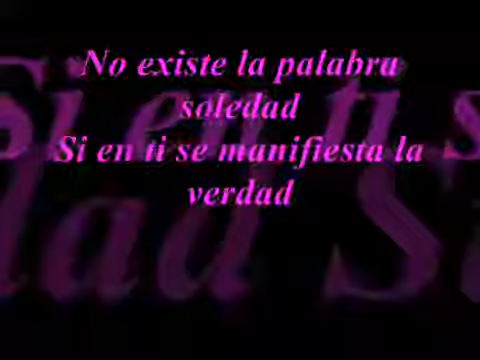 No existe la palabra
soledad
Si en ti se manifiesta la
verdad